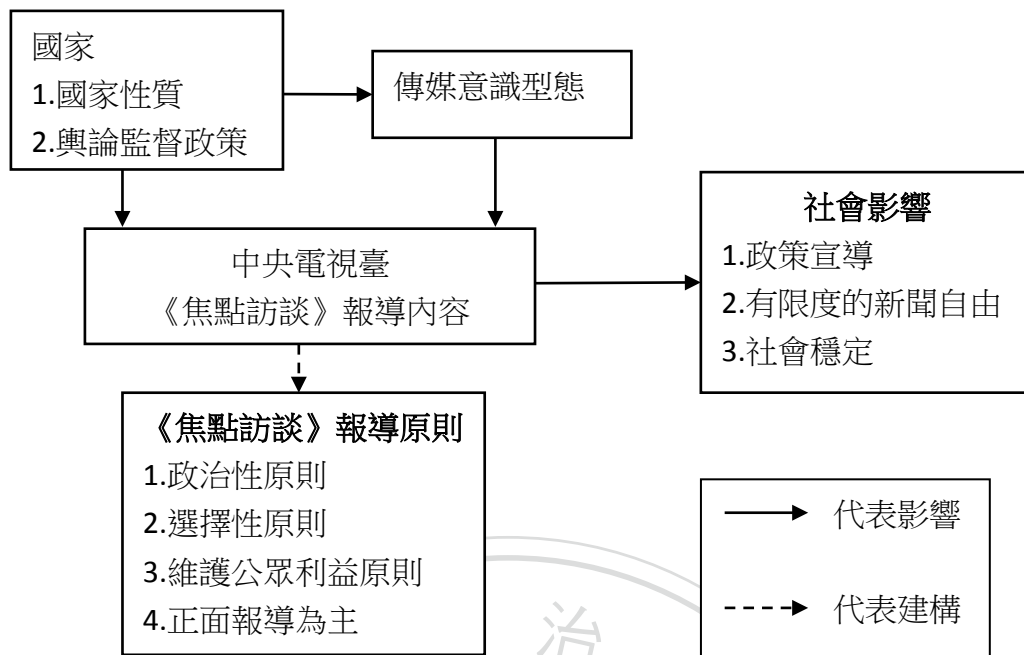 國家
1.國家性質
2.輿論監督政策
傳媒意識型態
中央電視臺
《焦點訪談》報導內容
社會影響
1.政策宣導
2.有限度的新聞自由
3.社會穩定
《焦點訪談》報導原則
1.政治性原則
2.選擇性原則
3.維護公眾利益原則
4.正面報導為主
代表影響
代表建構
治